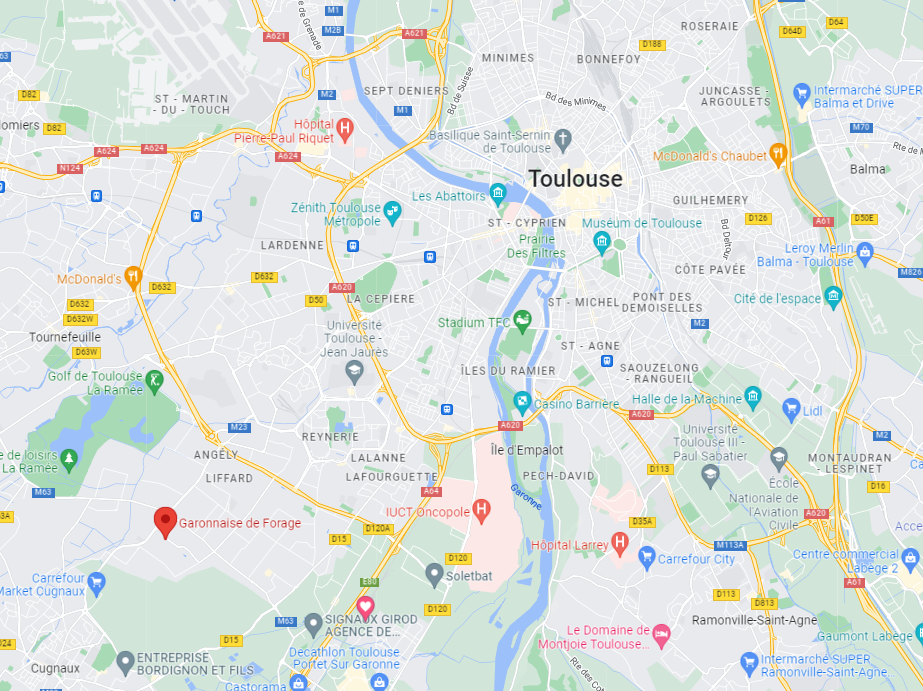 M1
ROSERAIE
D64
D64D
A621
M2B
Rue de Grenade
A621
D188
63
MINIMES
BONNEFOY
D82
M2
SEPT DENIERS
Bd de Suisse
JUNCASSE -
ARGOULETS
Intermarché SUPER
Balma et Drive
ST - MARTIN
- DU - TOUCH
M1
Bd des Minimes
lomiers
D82
Hôpital
Pierre-Paul Riquet
Basilique Saint-Sernin
de Toulouse
M70
Rte de
A624
A624
A624
N124
McDonald's Chaubet
Balma
Toulouse
Les Abattoirs
GUILHEMERY
Zénith Toulouse
Métropole
ST - CYPRIEN
Muséum de Toulouse
D126
A61
D50E
Prairie
Des Filtres
Bd Deltour
LARDENNE
Leroy Merlin
Balma - Toulouse
M826
McDonald's
D632
D632
A620
CÔTE PAVÉE
D632
D632W
D50
LA CEPIERE
ST - MICHEL
PONT DES
DEMOISELLES
Cité de l'espace
M2
Tournefeuille
D63W
Université
Toulouse -
Jean Jaurès
Stadium TFC
ST - AGNE
SAOUZELONG
- RANGUEIL
Golf de Toulouse
La Ramée
ÎLES DU RAMIER
Casino Barrière
Halle de la Machine
Lidl
A620
A620
M23
REYNERIE
Île d'Empalot
Université
Toulouse III -
Paul Sabatier
M2
e de loisirs
La Ramée
ANGÉLY
LALANNE
MONTAUDRAN
- LESPINET
LIFFARD
LAFOURGUETTE
PECH-DAVID
D113
École
Nationale de
l'Aviation
Civile
D16
M63
A64
Garonne
IUCT Oncopole
Garonnaise de Forage
D120A
D15
D35A
A620
Hôpital Larrey
M113A
D120
Carrefour City
Centre commercial
Labège 2
Carrefour
Market Cugnaux
E80
Soletbat
A61
D120
D113
D813
M63
SIGNAUX GIROD
AGENCE DE...
Ramonville-Saint-Agne
Le Domaine de
Montjoie Toulouse...
Gaumont Labège
D15
Decathlon Toulouse
Portet Sur Garonne
ENTREPRISE
BORDIGNON ET FILS
Cugnaux
Castorama
Intermarché SUPER
Ramonville-Saint-Agne...